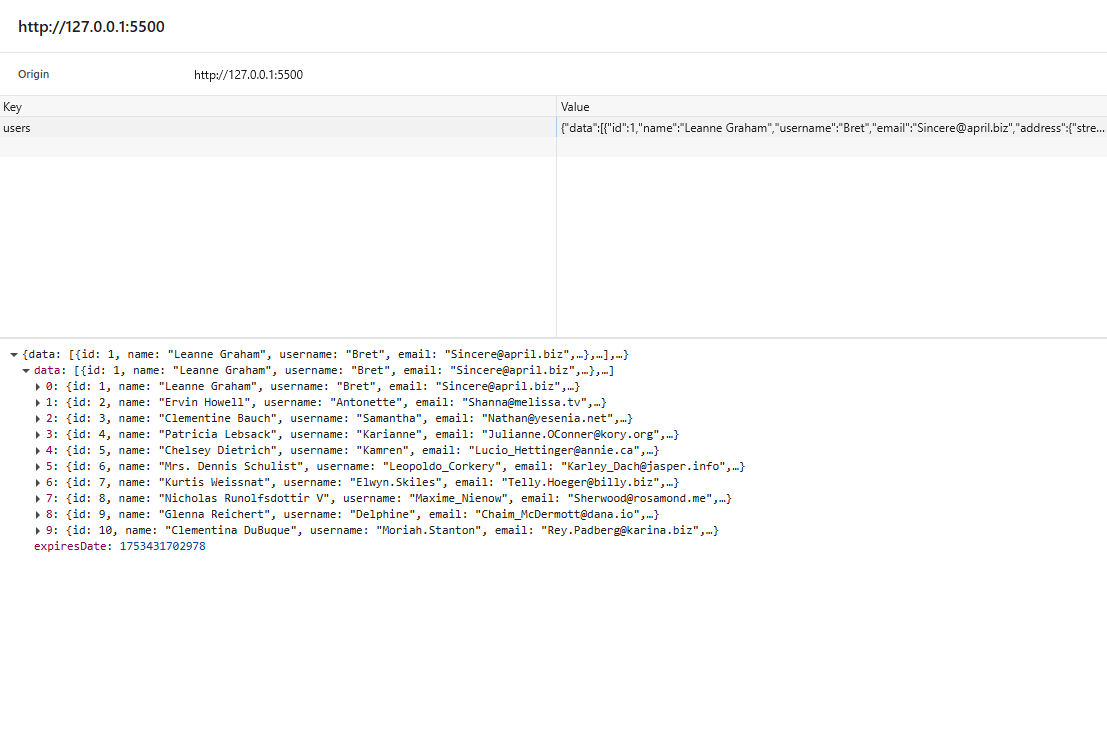 http://127.0.0.1:5500
Origin http://127.0.0.1:5500
Key Value
users {"data":[{"id":1,"name":"Leanne Graham","username":"Bret","email":"Sincere@april.biz","address":{"stre...
{data: [{id: 1, name: "Leanne Graham", username: "Bret", email: "Sincere@april.biz",…},…],…}
data: [{id: 1, name: "Leanne Graham", username: "Bret", email: "Sincere@april.biz",…},…]
0: {id: 1, name: "Leanne Graham", username: "Bret", email: "Sincere@april.biz",…}
1: {id: 2, name: "Ervin Howell", username: "Antonette", email: "Shanna@melissa.tv",…}
2: {id: 3, name: "Clementine Bauch", username: "Samantha", email: "Nathan@yesenia.net",…}
3: {id: 4, name: "Patricia Lebsack", username: "Karianne", email: "Julianne.OConner@kory.org",…}
4: {id: 5, name: "Chelsey Dietrich", username: "Kamren", email: "Lucio_Hettinger@annie.ca",…}
5: {id: 6, name: "Mrs. Dennis Schulist", username: "Leopoldo_Corkery", email: "Karley_Dach@jasper.info",…}
6: {id: 7, name: "Kurtis Weissnat", username: "Elwyn.Skiles", email: "Telly.Hoeger@billy.biz",…}
7: {id: 8, name: "Nicholas Runolfsdottir V", username: "Maxime_Nienow", email: "Sherwood@rosamond.me",…}
8: {id: 9, name: "Glenna Reichert", username: "Delphine", email: "Chaim_McDermott@dana.io",…}
9: {id: 10, name: "Clementina DuBuque", username: "Moriah.Stanton", email: "Rey.Padberg@karina.biz",…}
expiresDate: 1753431702978